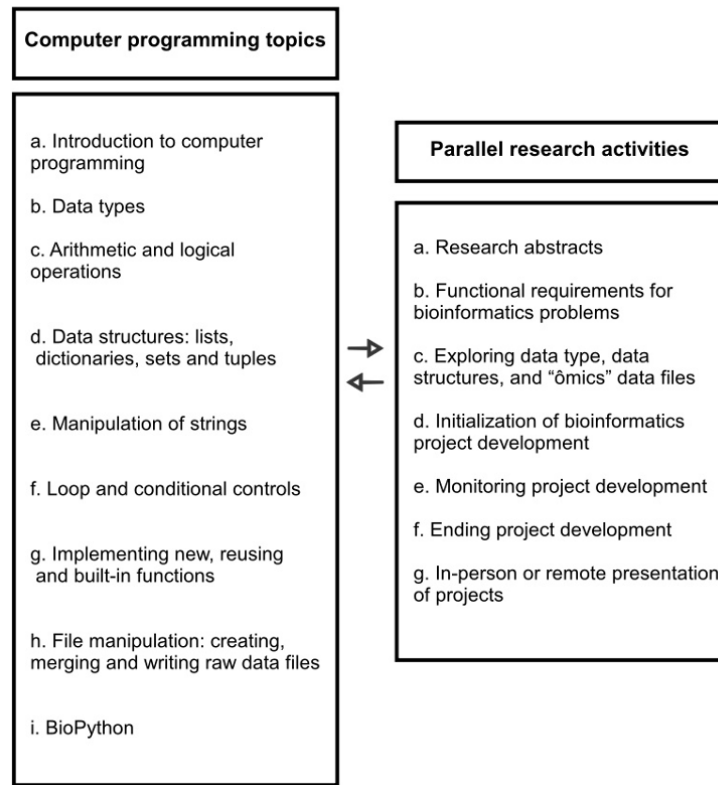 Computer programming topics
a. Introduction to computer
programming
b. Data types
c. Arithmetic and logical
operations
d. Data structures: lists,
dictionaries, sets and tuples
e. Manipulation of strings
f. Loop and conditional controls
g. Implementing new, reusing
and built-in functions
h. File manipulation: creating,
merging and writing raw data files
i. BioPython
Parallel research activities
a. Research abstracts
b. Functional requirements for
bioinformatics problems
c. Exploring data type, data
structures, and “ômics” data files
d. Initialization of bioinformatics
project development
e. Monitoring project development
f. Ending project development
g. In-person or remote presentation
of projects